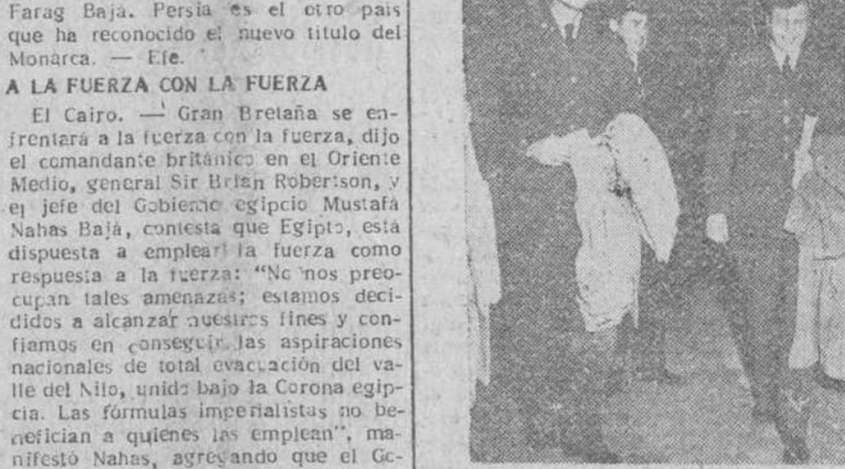 Farag Bajá. Persia es el otro país
que ha reconocido el nuevo título del
Monarca. — Efe.
A LA FUERZA CON LA FUERZA
El Cairo. — Gran Bretaña se en-
frentará a la fuerza con la fuerza, dijo
el comandante británico en el Oriente
Medio, general Sir Brian Robertson, y
el jefe del Gobierno egipcio Mustafá
Nahas Bajá, contesta que Egipto, está
dispuesta a emplear la fuerza como
respuesta a la fuerza: "No nos preo-
cupan tales amenazas; estamos deci-
didos a alcanzar nuestros fines y con-
fiamos en conseguir las aspiraciones
nacionales de total evacuación del va-
lle del Nilo, unido bajo la Corona egip-
cia. Las fórmulas imperialistas no be-
nefician a quienes las emplean", ma-
nifestó Nahas, agregando que el Go-